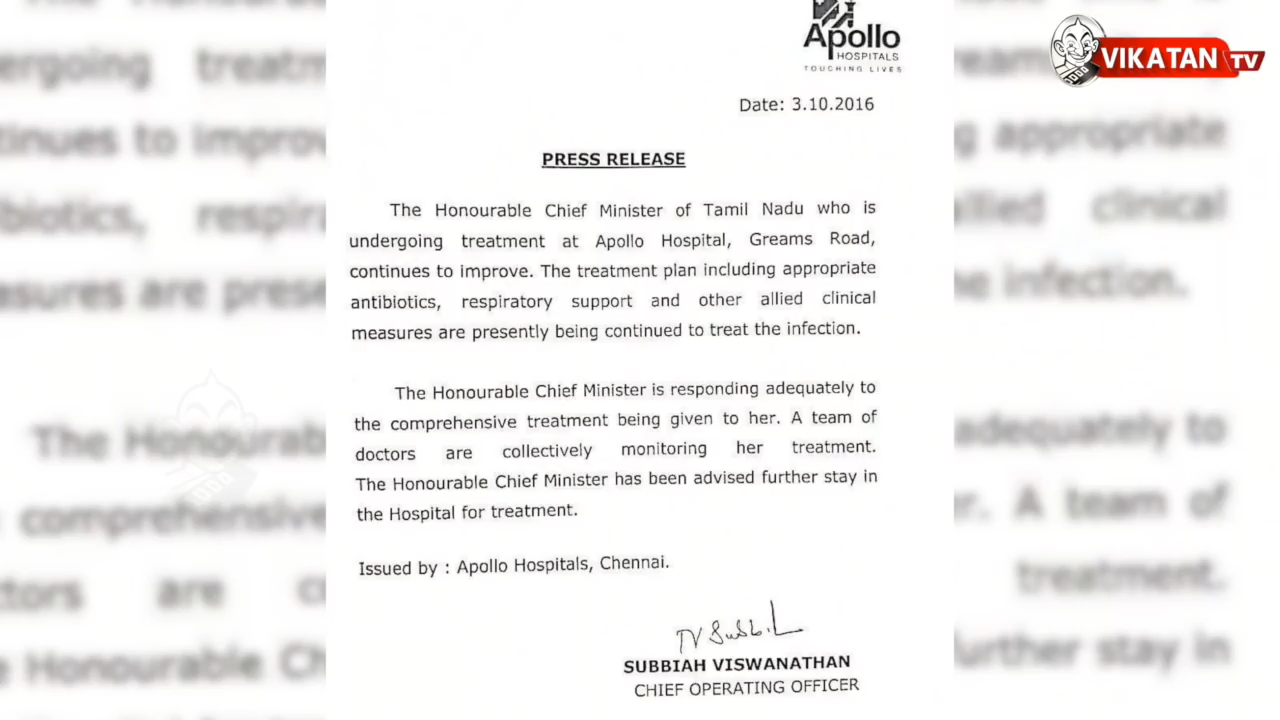 Apollo
HOSPITALS
TOUCHING LIVES
VIKATAN TV
Date: 3.10.2016
PRESS RELEASE
The Honourable Chief Minister of Tamil Nadu who is
undergoing treatment at Apollo Hospital, Greams Road,
continues to improve. The treatment plan including appropriate
antibiotics, respiratory support and other allied clinical
measures are presently being continued to treat the infection.
The Honourable Chief Minister is responding adequately to
the comprehensive treatment being given to her. A team of
doctors are collectively monitoring her treatment.
The Honourable Chief Minister has been advised further stay in
the Hospital for treatment.
Issued by : Apollo Hospitals, Chennai.
SUBBIAH VISWANATHAN
CHIEF OPERATING OFFICER